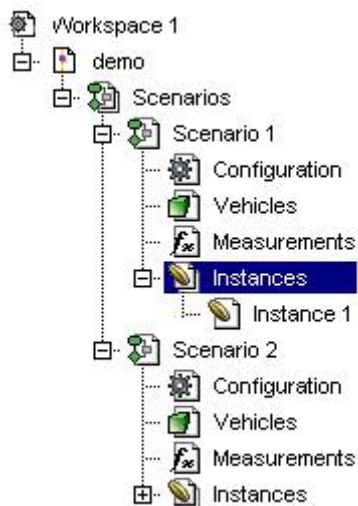 Workspace 1
demo
Scenarios
Scenario 1
Configuration
Vehicles
Measurements
Instances
Instance 1
Scenario 2
Configuration
Vehicles
Measurements
Instances